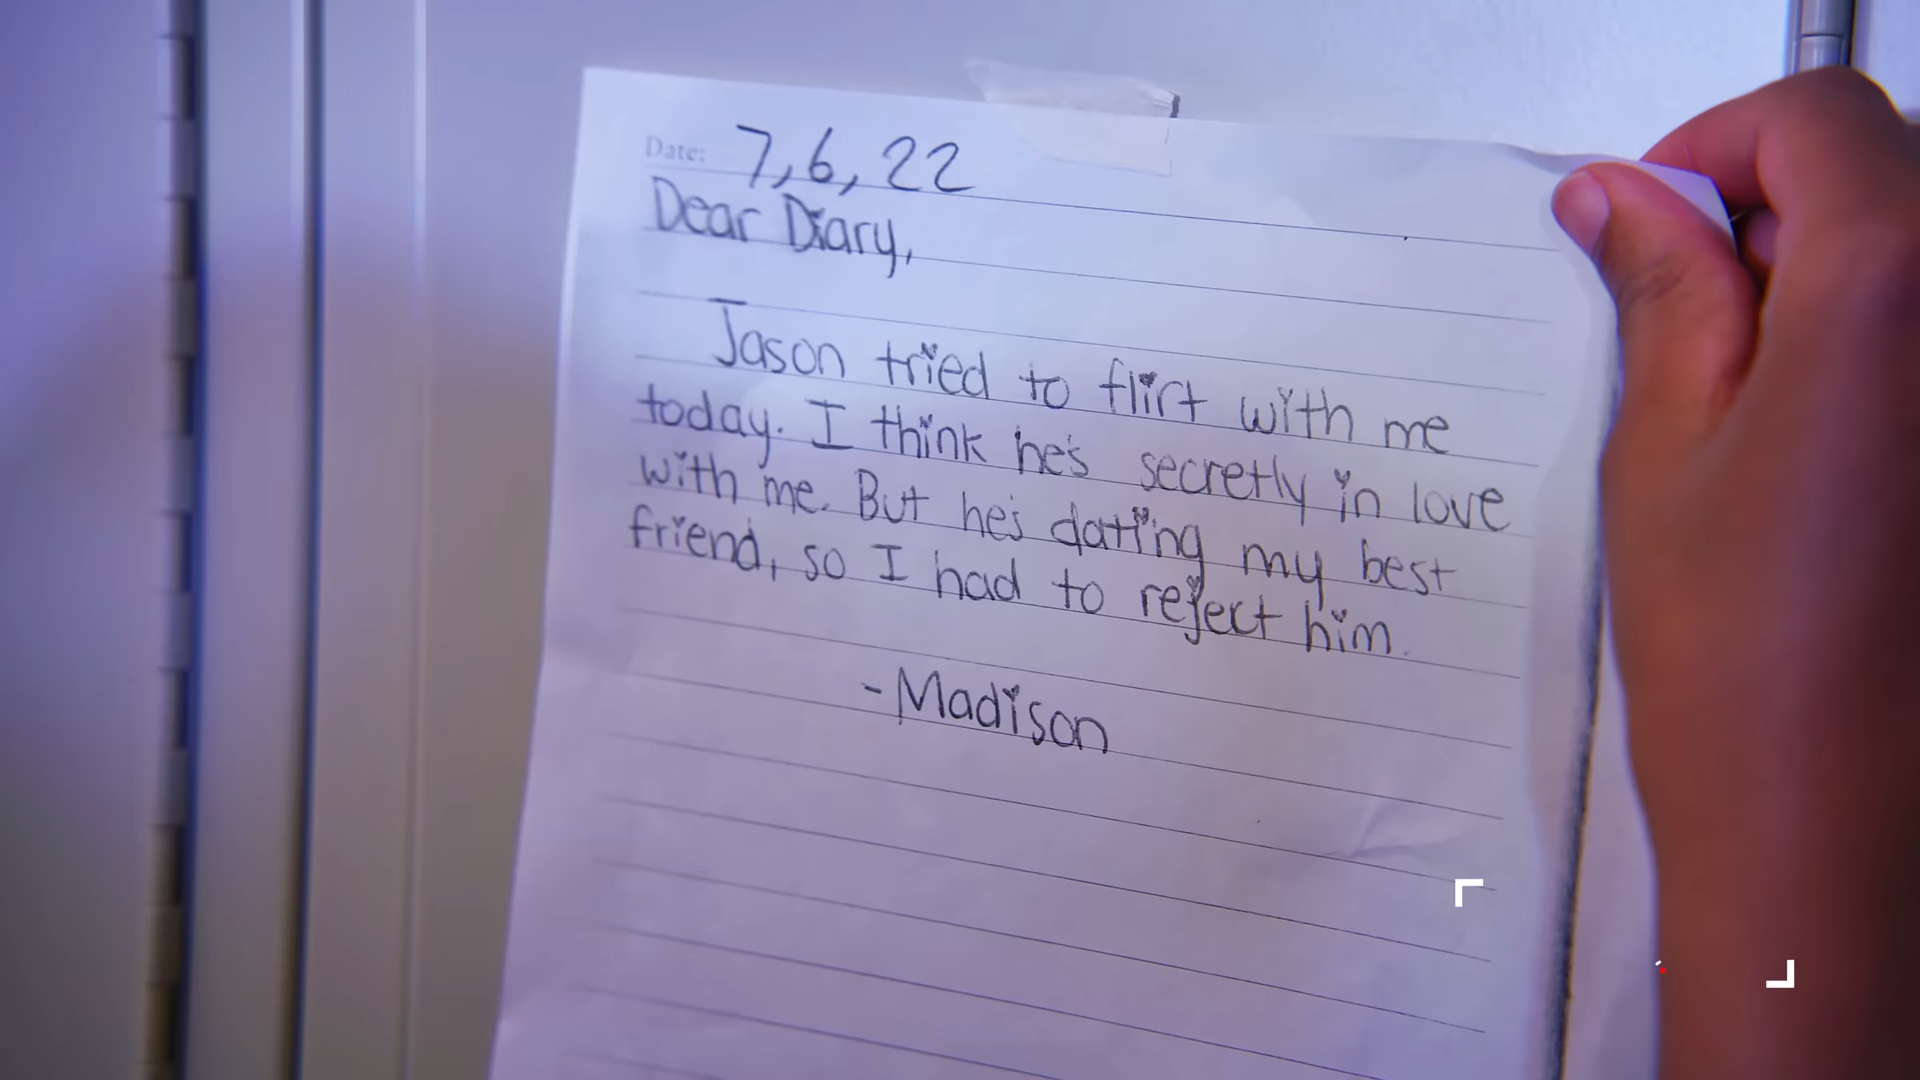 Date: 7,6,22
Dear Diary,
Jason tried to flirt with me
today. I think he's secretly in love
with me. But he's dating my best
friend, so I had to reject him.
-Madison